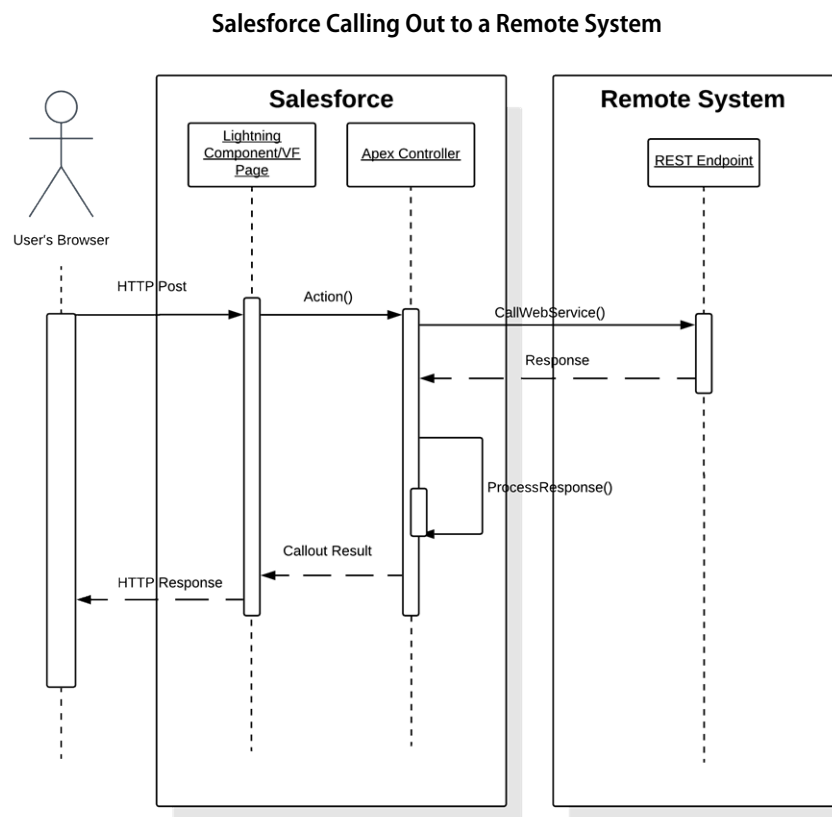 Salesforce Calling Out to a Remote System
Salesforce
Remote System
Lightning
Component/VF
Page
Apex Controller
REST Endpoint
User's Browser
HTTP Post
Action()
CallWebService()
Response
ProcessResponse()
Callout Result
HTTP Response